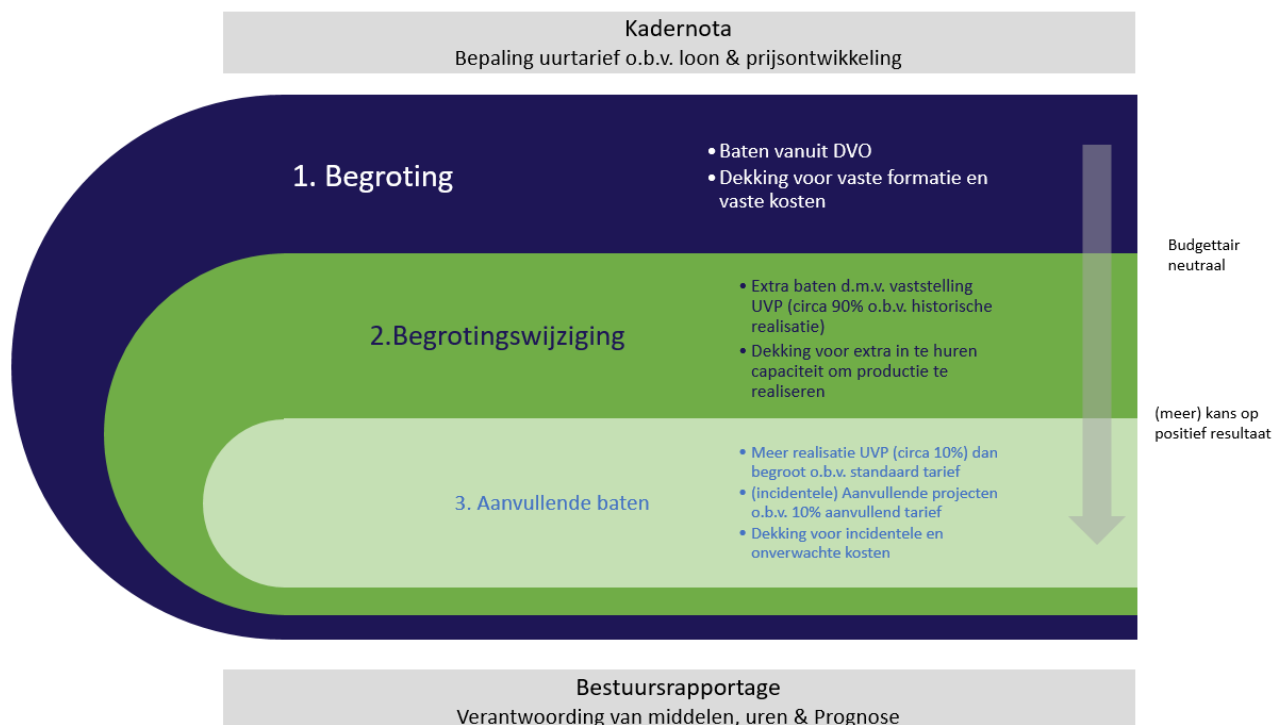 Kadernota
Bepaling uurtarief o.b.v. loon & prijsontwikkeling
1. Begroting
• Baten vanuit DVO
• Dekking voor vaste formatie en
vaste kosten
Budgettair
neutraal
2.Begrotingswijziging
• Extra baten d.m.v. vaststelling
UVP (circa 90% o.b.v. historische
realisatie)
• Dekking voor extra in te huren
capaciteit om productie te
realiseren
(meer) kans op
positief resultaat
3. Aanvullende baten
• Meer realisatie UVP (circa 10%) dan
begroot o.b.v. standaard tarief
• (incidentele) Aanvullende projecten
o.b.v. 10% aanvullend tarief
• Dekking voor incidentele en
onverwachte kosten
Bestuursrapportage
Verantwoording van middelen, uren & Prognose